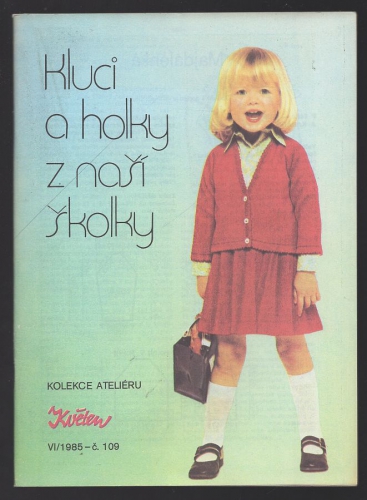 Kluci
a holky
z naší
školky
KOLEKCE ATELIÉRU
Květen
VI/1985 – č. 109